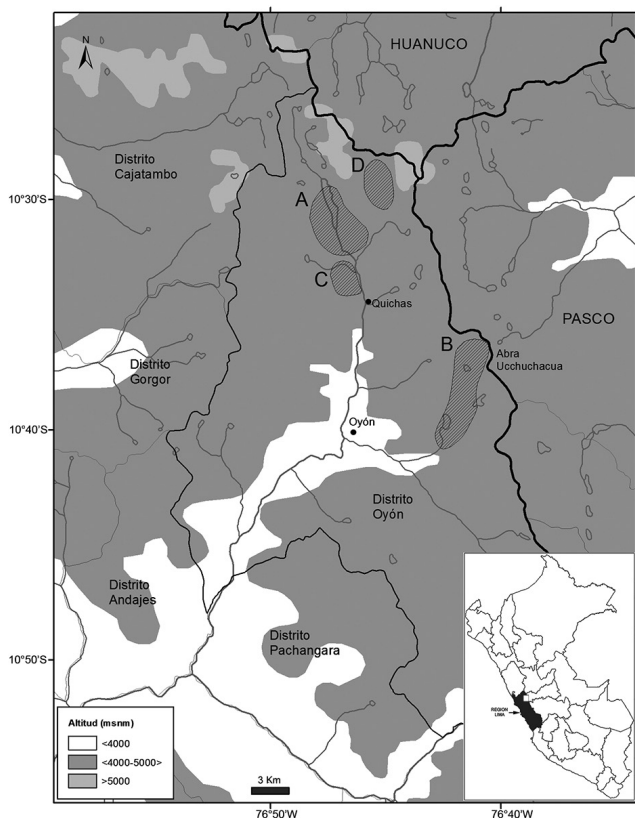 N
HUANUCO
Distrito
Cajatambo
D
10°30'S
A
C
Quichas
PASCO
B
Abra
Ucchuchacua
Distrito
Gorgor
Oyón
10°40'S
Distrito
Oyón
Distrito
Andajes
Distrito
Pachangara
10°50'S
REGION
LIMA
Altitud (msnm)
<4000
<4000-5000>
>5000
3 Km
76°50'W
76°40'W